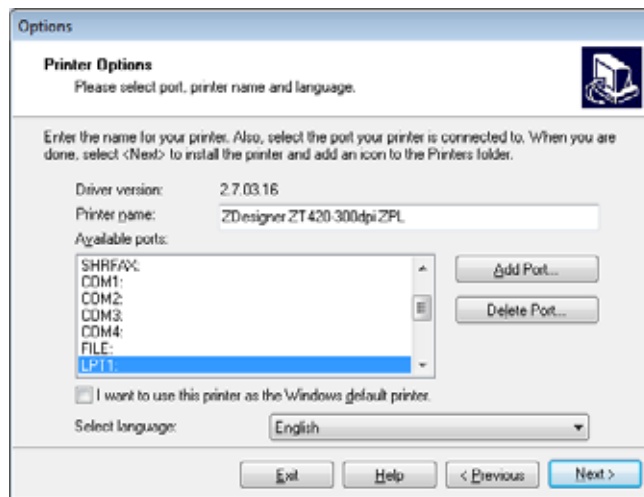 Options
Printer Options
Please select port, printer name and language.
Enter the name for your printer. Also, select the port your printer is connected to. When you are
done, select <Next> to install the printer and add an icon to the Printers folder.
Driver version: 2.7.03.16
Printer name: ZDesigner ZT420-300dpi ZPL
Available ports:
SHRFAX:
COM1:
COM2:
COM3:
COM4:
FILE:
LPT1:
Add Port...
Delete Port...
I want to use this printer as the Windows default printer.
Select language: English
Exit Help < Previous Next >